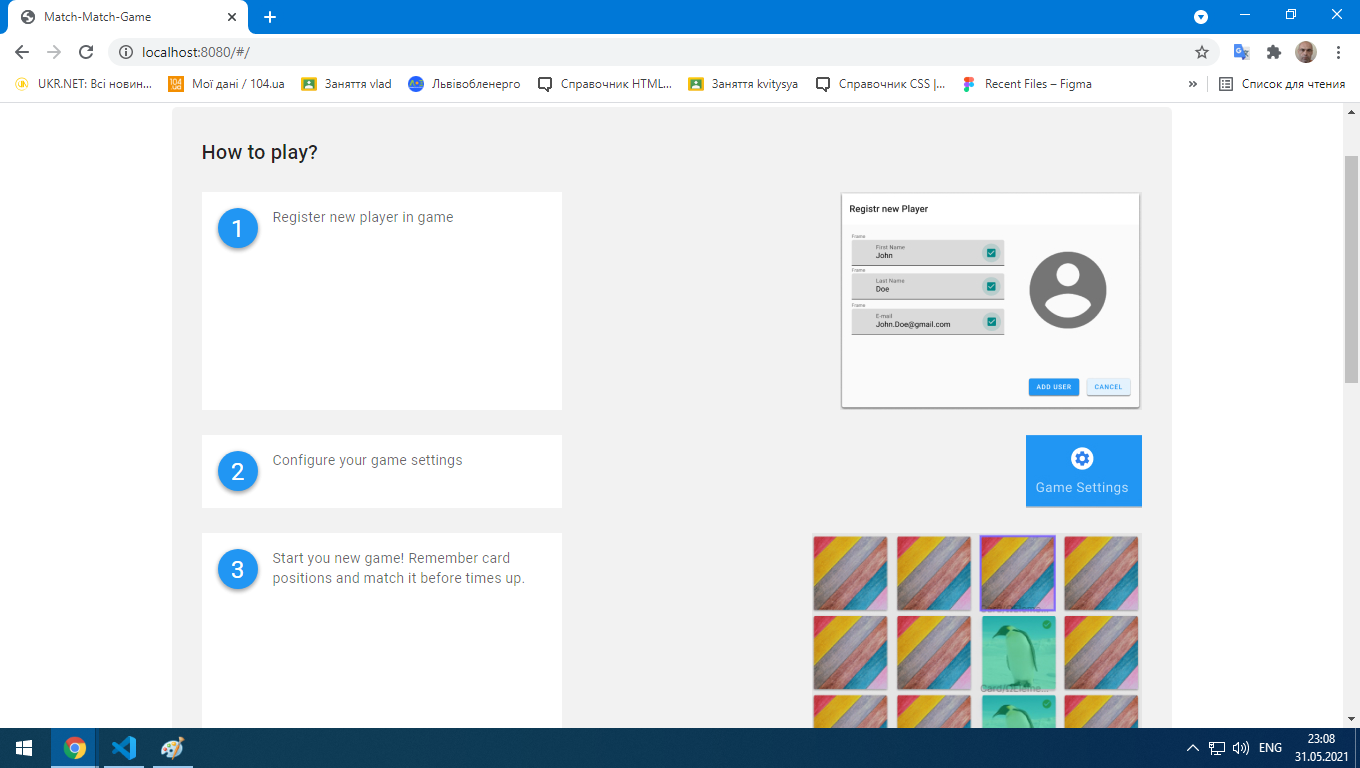 Match-Match-Game
localhost:8080/#/
UKR.NET: Всі новин...
Мої дані / 104.ua
Заняття vlad
Львівобленерго
Справочник HTML...
Заняття kvitysya
Справочник CSS |...
Recent Files – Figma
»
Список для чтения
How to play?
1
Register new player in game
Registr new Player
Frame
First Name
John
Frame
Last Name
Doe
Frame
E-mail
John.Doe@gmail.com
ADD USER
CANCEL
2
Configure your game settings
Game Settings
3
Start you new game! Remember card
positions and match it before times up.
ENG
23:08
31.05.2021